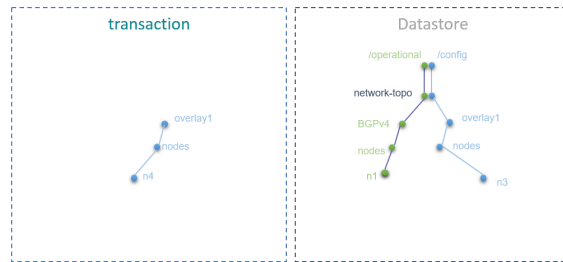 transaction
overlay1
nodes
n4
Datastore
/operational /config
network-topo
BGPv4
overlay1
nodes
nodes
n1
n3